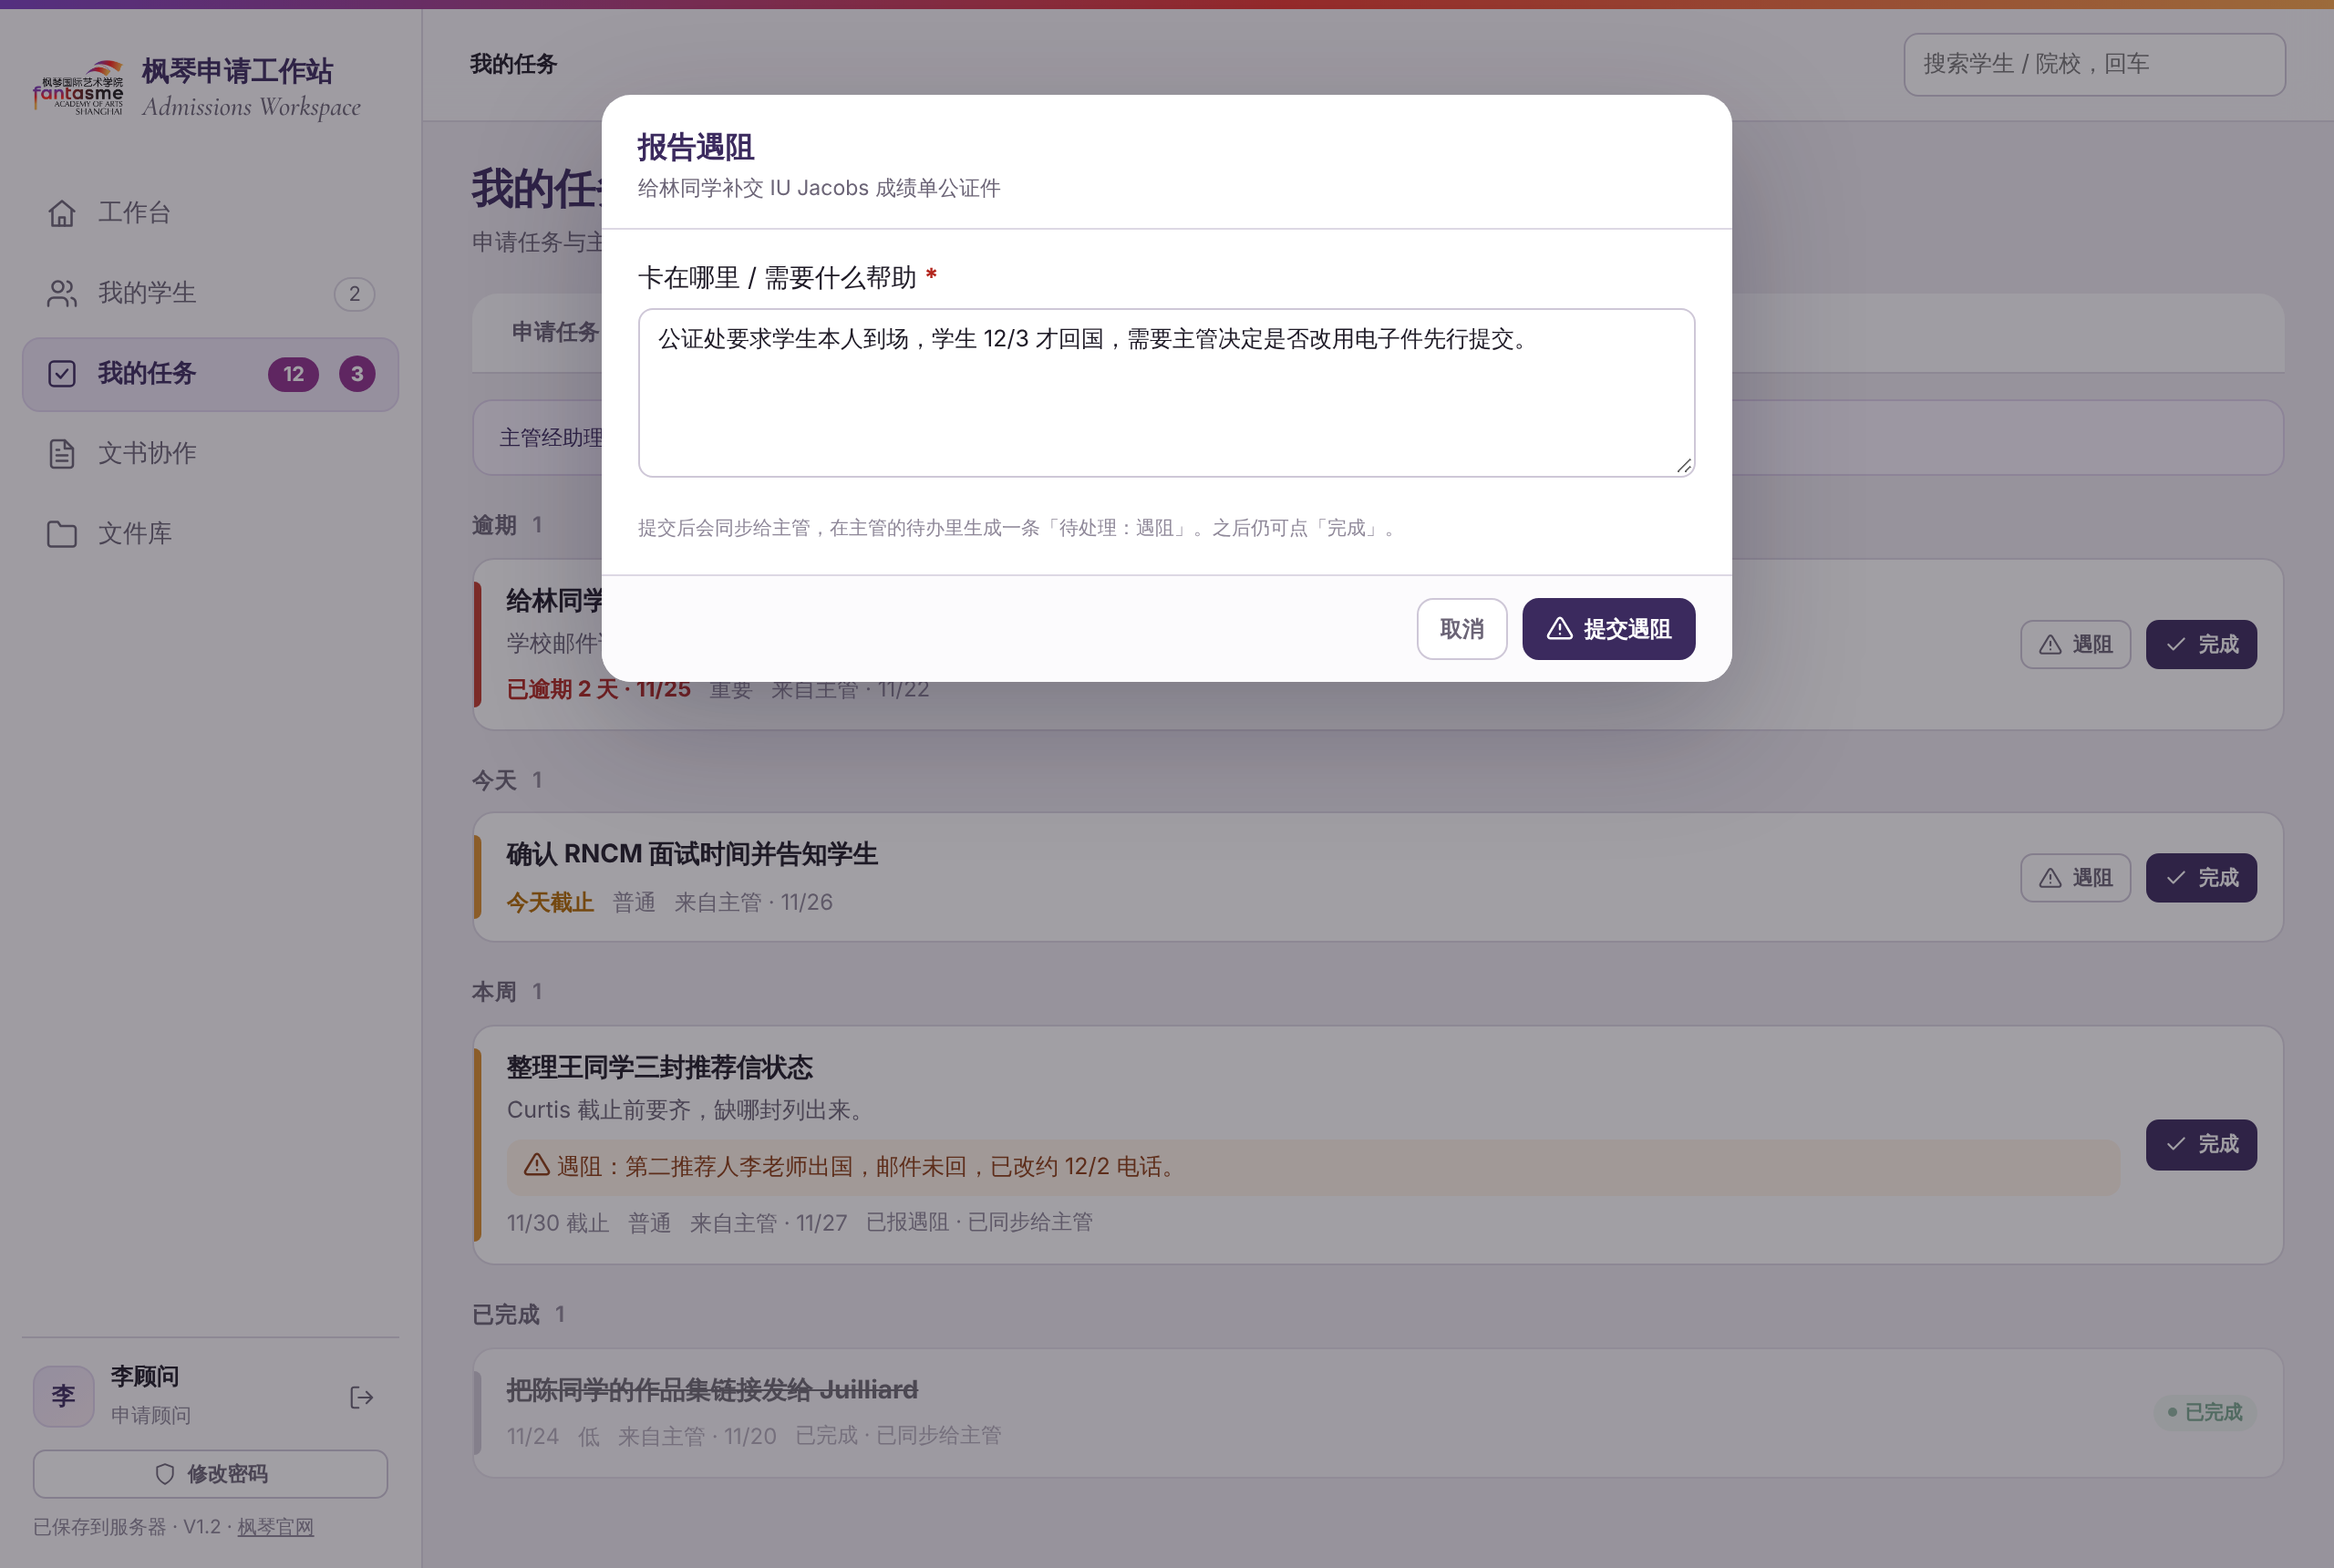 枫琴国际艺术学院
fantasme
ACADEMY OF ARTS
SHANGHAI
枫琴申请工作站
Admissions Workspace
工作台
我的学生 2
我的任务 12 3
文书协作
文件库
李
李顾问
申请顾问
修改密码
已保存到服务器 · V1.2 · 枫琴官网
我的任务
搜索学生 / 院校，回车
我的任
申请任务与主
申请任务
主管经助理
报告遇阻
给林同学补交 IU Jacobs 成绩单公证件
卡在哪里 / 需要什么帮助 *
公证处要求学生本人到场，学生 12/3 才回国，需要主管决定是否改用电子件先行提交。
提交后会同步给主管，在主管的待办里生成一条「待处理：遇阻」。之后仍可点「完成」。
取消 提交遇阻
逾期 1
给林同学
学校邮件
已逾期 2 天 · 11/25 重要 来自主管 · 11/22
遇阻 完成
今天 1
确认 RNCM 面试时间并告知学生
今天截止 普通 来自主管 · 11/26
遇阻 完成
本周 1
整理王同学三封推荐信状态
Curtis 截止前要齐，缺哪封列出来。
遇阻：第二推荐人李老师出国，邮件未回，已改约 12/2 电话。
11/30 截止 普通 来自主管 · 11/27 已报遇阻 · 已同步给主管
完成
已完成 1
把陈同学的作品集链接发给 Juilliard
11/24 低 来自主管 · 11/20 已完成 · 已同步给主管
已完成